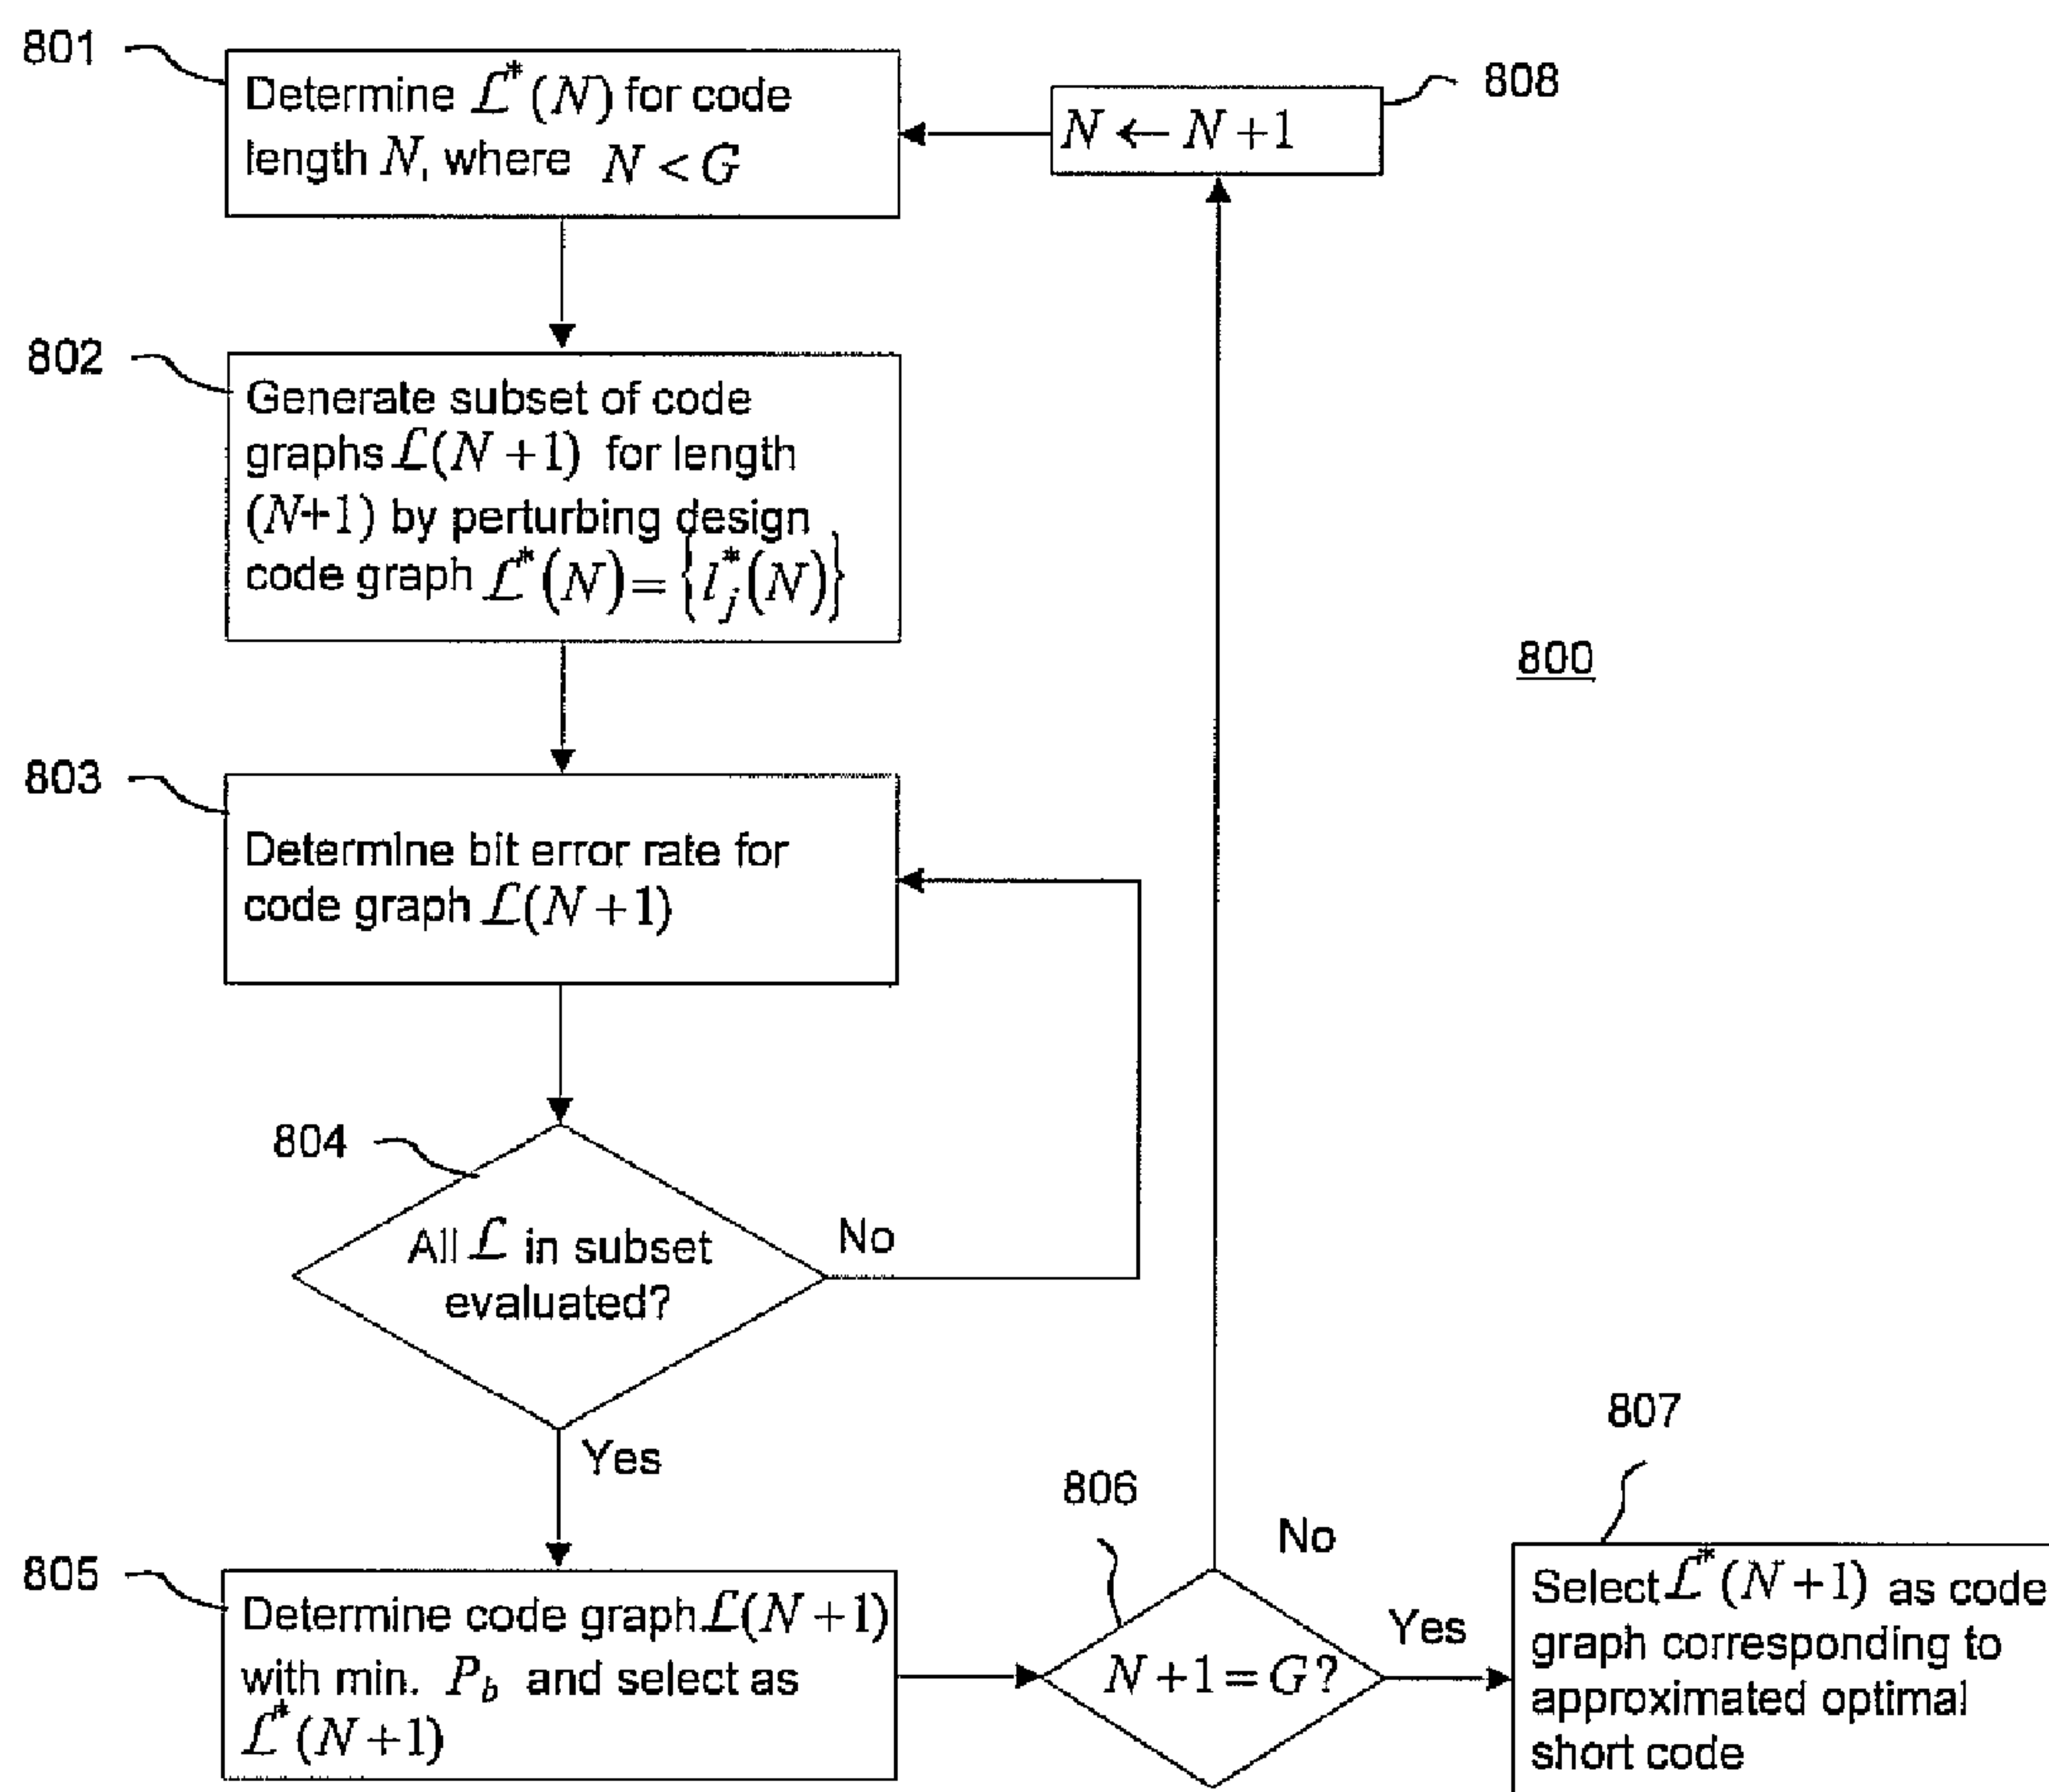 801
Determine ℒ*(N) for code
length N, where N < G
808
N ← N+1
802
Generate subset of code
graphs ℒ(N+1) for length
(N+1) by perturbing design
code graph ℒ*(N) = {l*_j(N)}
800
803
Determine bit error rate for
code graph ℒ(N+1)
804
All ℒ in subset
evaluated?
No
Yes
805
Determine code graph ℒ(N+1)
with min. P_b and select as
ℒ*(N+1)
806
N+1 = G?
No
Yes
807
Select ℒ*(N+1) as code
graph corresponding to
approximated optimal
short code